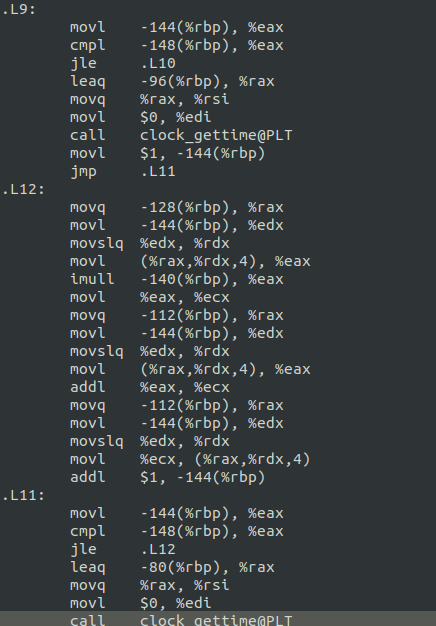 .L9:
movl -144(%rbp), %eax
cmpl -148(%rbp), %eax
jle .L10
leaq -96(%rbp), %rax
movq %rax, %rsi
movl $0, %edi
call clock_gettime@PLT
movl $1, -144(%rbp)
jmp .L11
.L12:
movq -128(%rbp), %rax
movl -144(%rbp), %edx
movslq %edx, %rdx
movl (%rax,%rdx,4), %eax
imull -140(%rbp), %eax
movl %eax, %ecx
movq -112(%rbp), %rax
movl -144(%rbp), %edx
movslq %edx, %rdx
movl (%rax,%rdx,4), %eax
addl %eax, %ecx
movq -112(%rbp), %rax
movl -144(%rbp), %edx
movslq %edx, %rdx
movl %ecx, (%rax,%rdx,4)
addl $1, -144(%rbp)
.L11:
movl -144(%rbp), %eax
cmpl -148(%rbp), %eax
jle .L12
leaq -80(%rbp), %rax
movq %rax, %rsi
movl $0, %edi
call clock_gettime@PLT